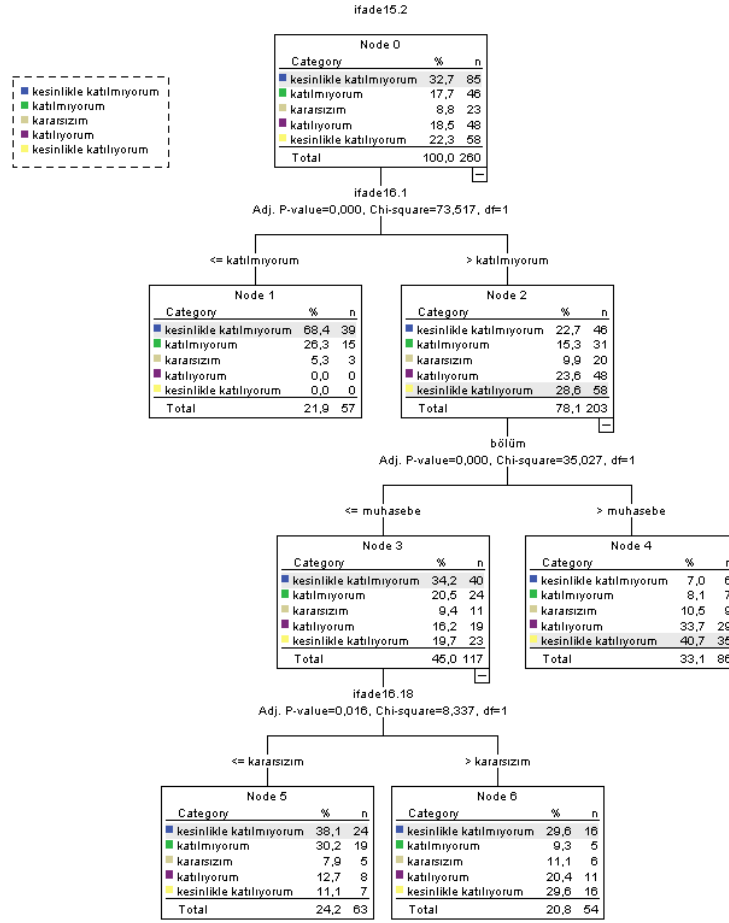 ifade15.2
Node 0
Category % n
kesinlikle katılmıyorum 32,7 85
katılmıyorum 17,7 46
kararsızım 8,8 23
katılıyorum 18,5 48
kesinlikle katılıyorum 22,3 58
Total 100,0 260
kesinlikle katılmıyorum
katılmıyorum
kararsızım
katılıyorum
kesinlikle katılıyorum
ifade16.1
Adj. P-value=0,000, Chi-square=73,517, df=1
<= katılmıyorum
> katılmıyorum
Node 1
Category % n
kesinlikle katılmıyorum 68,4 39
katılmıyorum 26,3 15
kararsızım 5,3 3
katılıyorum 0,0 0
kesinlikle katılıyorum 0,0 0
Total 21,9 57
Node 2
Category % n
kesinlikle katılmıyorum 22,7 46
katılmıyorum 15,3 31
kararsızım 9,9 20
katılıyorum 23,6 48
kesinlikle katılıyorum 28,6 58
Total 78,1 203
bölüm
Adj. P-value=0,000, Chi-square=35,027, df=1
<= muhasebe
> muhasebe
Node 3
Category % n
kesinlikle katılmıyorum 34,2 40
katılmıyorum 20,5 24
kararsızım 9,4 11
katılıyorum 16,2 19
kesinlikle katılıyorum 19,7 23
Total 45,0 117
Node 4
Category % n
kesinlikle katılmıyorum 7,0 6
katılmıyorum 8,1 7
kararsızım 10,5 9
katılıyorum 33,7 29
kesinlikle katılıyorum 40,7 35
Total 33,1 86
ifade16.18
Adj. P-value=0,016, Chi-square=8,337, df=1
<= kararsızım
> kararsızım
Node 5
Category % n
kesinlikle katılmıyorum 38,1 24
katılmıyorum 30,2 19
kararsızım 7,9 5
katılıyorum 12,7 8
kesinlikle katılıyorum 11,1 7
Total 24,2 63
Node 6
Category % n
kesinlikle katılmıyorum 29,6 16
katılmıyorum 9,3 5
kararsızım 11,1 6
katılıyorum 20,4 11
kesinlikle katılıyorum 29,6 16
Total 20,8 54